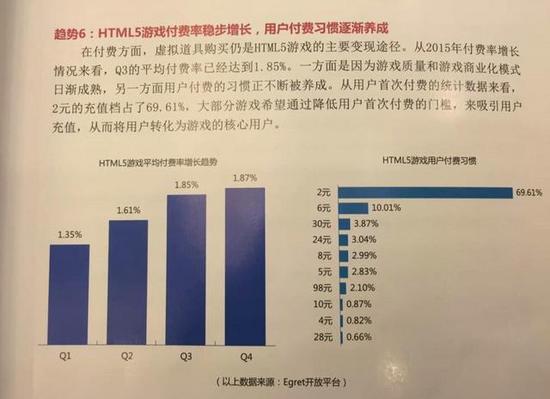 趋势6：HTML5游戏付费率稳步增长，用户付费习惯逐渐养成
在付费方面，虚拟道具购买仍是HTML5游戏的主要变现途径。从2015年付费率增长
情况来看，Q3的平均付费率已经达到1.85%。一方面是因为游戏质量和游戏商业化模式
日渐成熟，另一方面用户付费的习惯正不断被养成。从用户首次付费的统计数据来看，
2元的充值档占了69.61%，大部分游戏希望通过降低用户首次付费的门槛，来吸引用户
充值，从而将用户转化为游戏的核心用户。
HTML5游戏平均付费率增长趋势
1.35%
1.61%
1.85%
1.87%
Q1
Q2
Q3
Q4
HTML5游戏用户付费习惯
2元 69.61%
6元 10.01%
30元 3.87%
24元 3.04%
8元 2.99%
5元 2.83%
98元 2.10%
10元 0.87%
4元 0.82%
28元 0.66%
（以上数据来源：Egret开放平台）